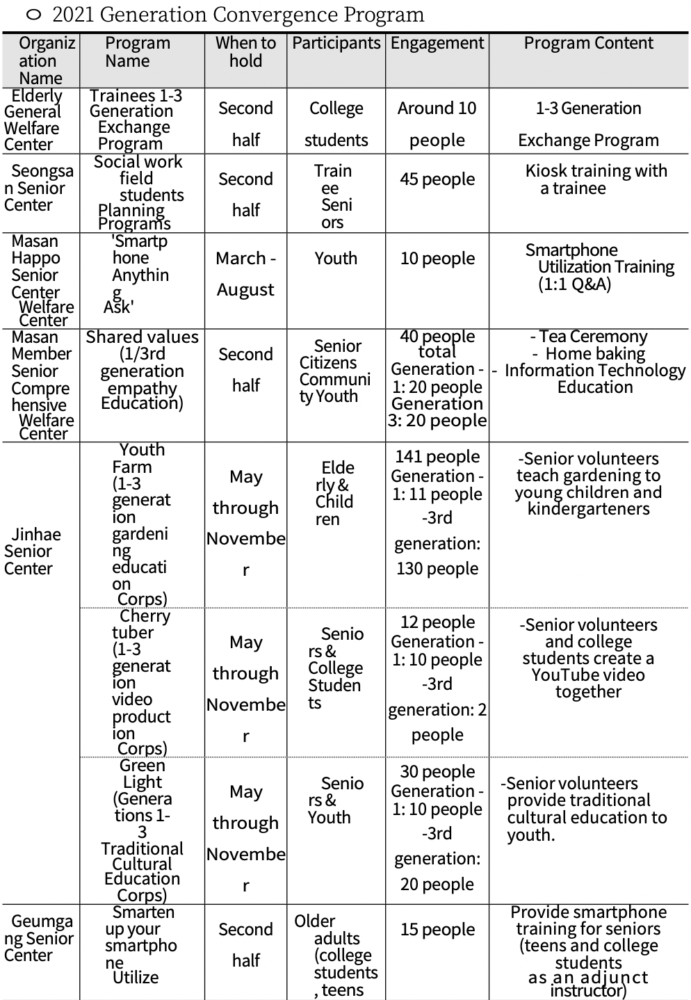 ○ 2021 Generation Convergence Program
Organiz
ation
Name
Program
Name
When to
hold
Participants
Engagement
Program Content
Elderly
General
Welfare
Center
Trainees 1-3
Generation
Exchange
Program
Second
half
College
students
Around 10
people
1-3 Generation
Exchange Program
Seongsa
n Senior
Center
Social work
field
students
Planning
Programs
Second
half
Train
ee
Seni
ors
45 people
Kiosk training with
a trainee
Masan
Happo
Senior
Center
Welfare
Center
'Smartp
hone
Anythin
g
Ask'
March -
August
Youth
10 people
Smartphone
Utilization Training
(1:1 Q&A)
Masan
Member
Senior
Compre
hensive
Welfare
Center
Shared values
(1/3rd
generation
empathy
Education)
Second
half
Senior
Citizens
Communi
ty Youth
40 people
total
Generation -
1: 20 people
Generation
3: 20 people
- Tea Ceremony
- Home baking
- Information Technology
Education
Jinhae
Senior
Center
Youth
Farm
(1-3
generat
ion
gardeni
ng
educati
on
Corps)
May
through
Novembe
r
Elde
rly &
Child
ren
141 people
Generation -
1: 11 people
-3rd
generation:
130 people
-Senior volunteers
teach gardening to
young children and
kindergarteners
Cherry
tuber
(1-3
generat
ion
video
product
ion
Corps)
May
through
Novembe
r
Senio
rs &
College
Studen
ts
12 people
Generation -
1: 10 people
-3rd
generation: 2
people
-Senior volunteers
and college
students create a
YouTube video
together
Green
Light
(Genera
tions 1-
3
Traditional
Cultural
Education
Corps)
May
through
Novembe
r
Senio
rs &
Youth
30 people
Generation -
1: 10 people
-3rd
generation:
20 people
-Senior volunteers
provide traditional
cultural education to
youth.
Geumga
ng Senior
Center
Smarten
up your
smartpho
ne
Utilize
Second
half
Older
adults
(college
students
, teens
15 people
Provide smartphone
training for seniors
(teens and college
students
as an adjunct
instructor)